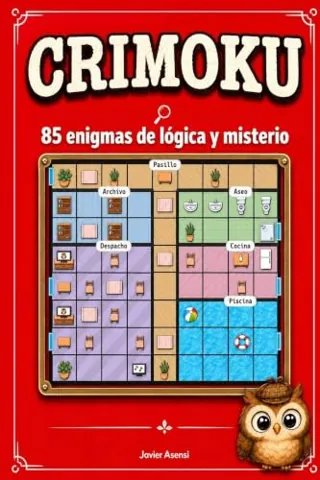 CRIMOKU
85 enigmas de lógica y misterio
Pasillo
Archivo
Aseo
Despacho
Cocina
Piscina
Javier Asensi